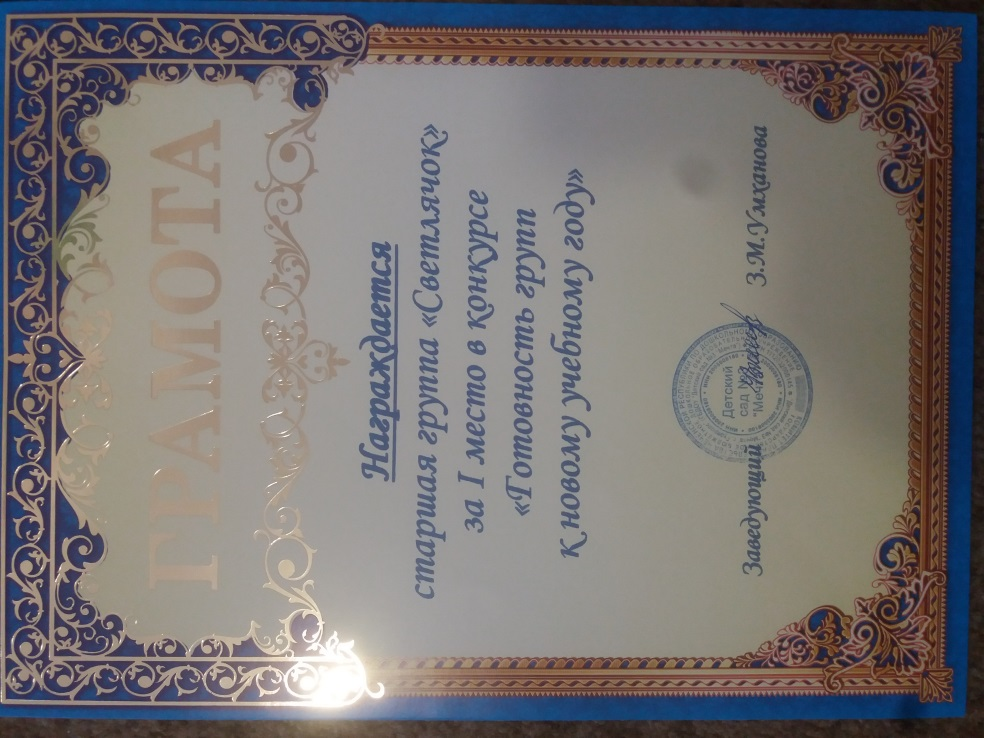 ГРАМОТА
Награждается
старшая группа «Светлячок»
за I место в конкурсе
«Готовность групп
к новому учебному году»
Заведующий З.М.Умханова
Детский
сад